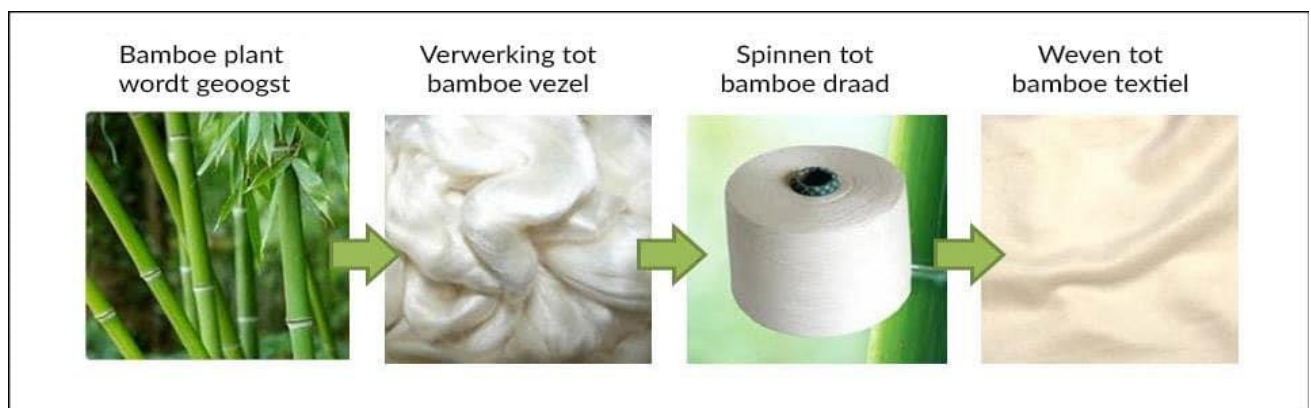 Bamboe plant
wordt geoogst
Verwerking tot
bamboe vezel
Spinnen tot
bamboe draad
Weven tot
bamboe textiel